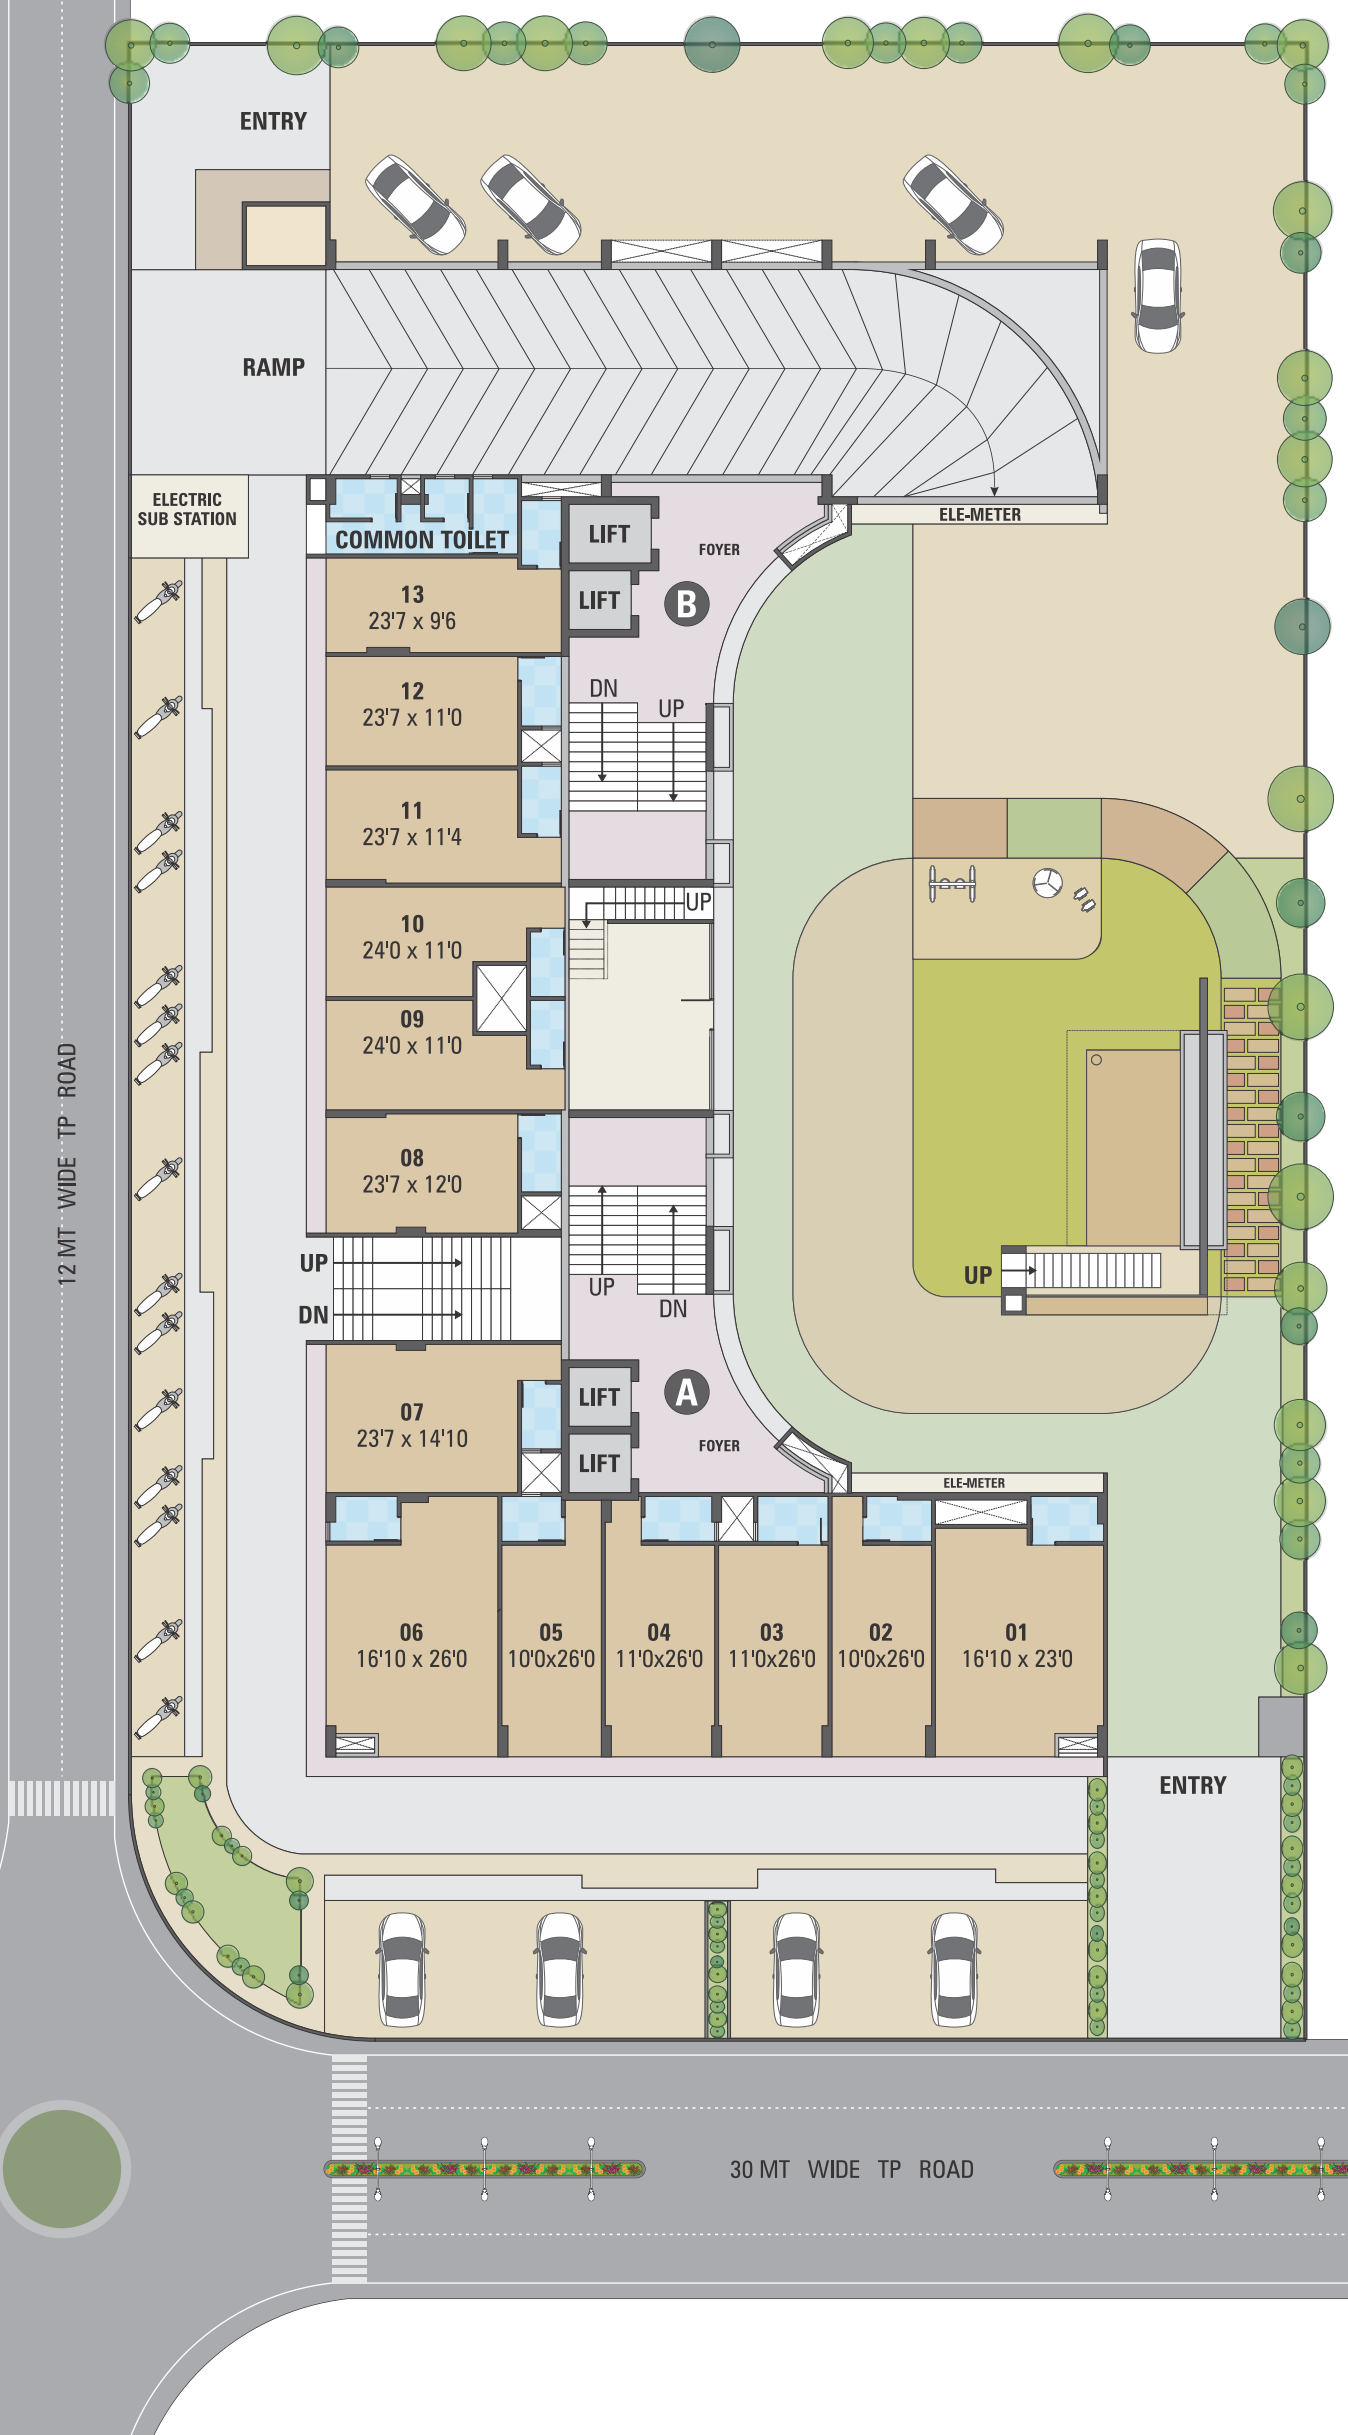 ENTRY
RAMP
ELECTRIC
SUB STATION
ELE-METER
COMMON TOILET
LIFT
FOYER
LIFT
B
13
23'7 x 9'6
12
23'7 x 11'0
DN
UP
11
23'7 x 11'4
UP
10
24'0 x 11'0
09
24'0 x 11'0
12 MT WIDE TP ROAD
08
23'7 x 12'0
UP
DN
UP
DN
UP
LIFT
A
07
23'7 x 14'10
FOYER
LIFT
ELE-METER
06
16'10 x 26'0
05
10'0x26'0
04
11'0x26'0
03
11'0x26'0
02
10'0x26'0
01
16'10 x 23'0
ENTRY
30 MT WIDE TP ROAD